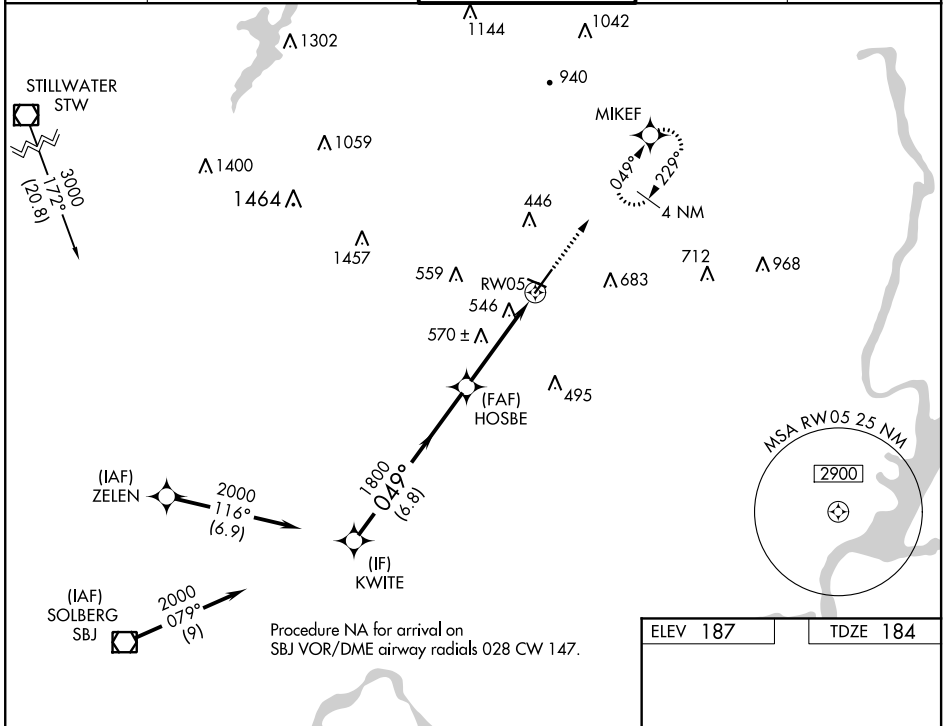 1144
1042
1302
940
STILLWATER
STW
MIKEF
1059
1400
3000
172°
(20.8)
049°
229°
1464
446
4 NM
1457
712
968
559
683
RW05
546
570 ±
(FAF)
HOSBE
495
MSA RW05 25 NM
2900
1800
049°
(6.8)
(IAF)
ZELEN
2000
116°
(6.9)
(IF)
KWITE
(IAF)
SOLBERG
SBJ
2000
079°
(9)
Procedure NA for arrival on
SBJ VOR/DME airway radials 028 CW 147.
ELEV 187
TDZE 184